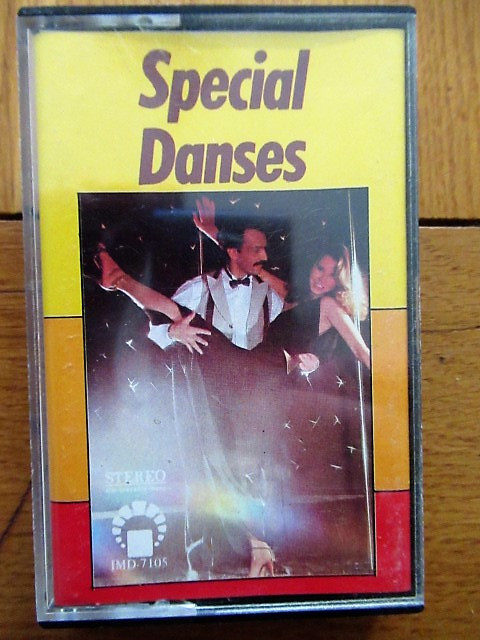 Special
Danses
STEREO
IMD-7105